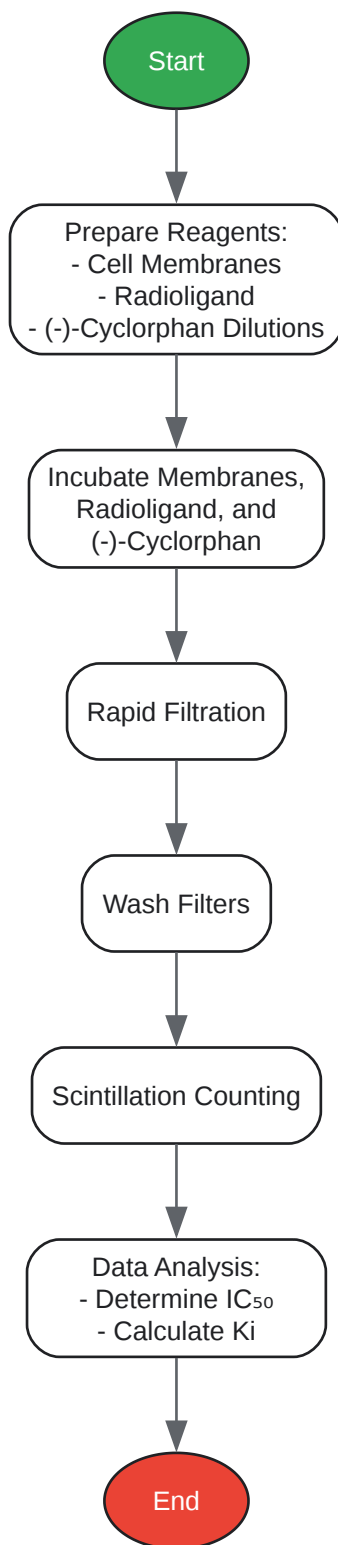 Start
Prepare Reagents:
- Cell Membranes
- Radioligand
- (-)-Cyclorphan Dilutions
Incubate Membranes,
Radioligand, and
(-)-Cyclorphan
Rapid Filtration
Wash Filters
Scintillation Counting
Data Analysis:
- Determine IC₅₀
- Calculate Ki
End